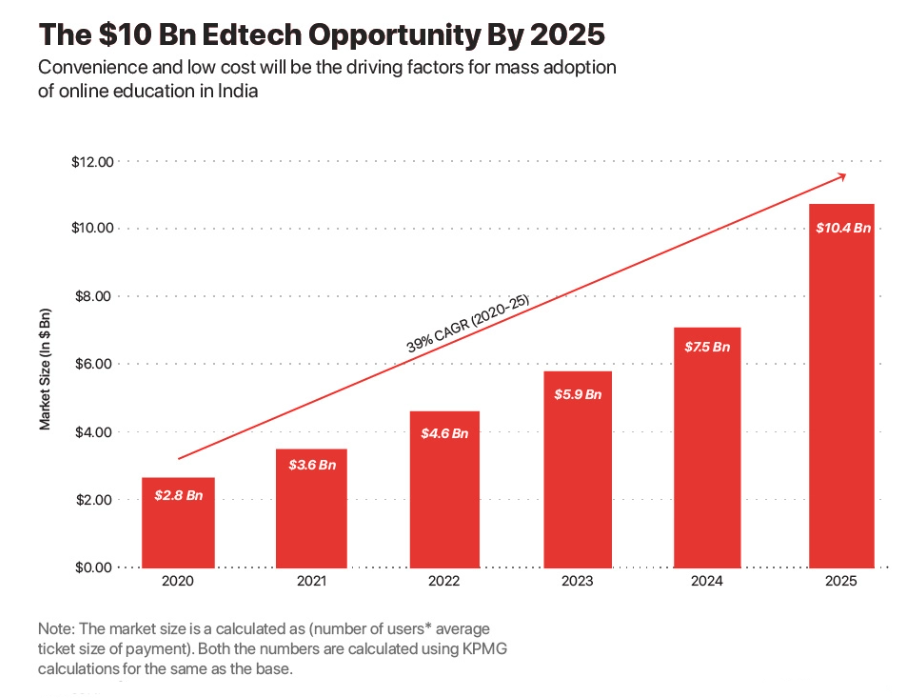 The $10 Bn Edtech Opportunity By 2025
Convenience and low cost will be the driving factors for mass adoption
of online education in India
$12.00
$10.00
$8.00
$6.00
$4.00
$2.00
$0.00
Market Size (In $ Bn)
39% CAGR (2020-25)
$2.8 Bn
$3.6 Bn
$4.6 Bn
$5.9 Bn
$7.5 Bn
$10.4 Bn
2020
2021
2022
2023
2024
2025
Note: The market size is a calculated as (number of users* average
ticket size of payment). Both the numbers are calculated using KPMG
calculations for the same as the base.